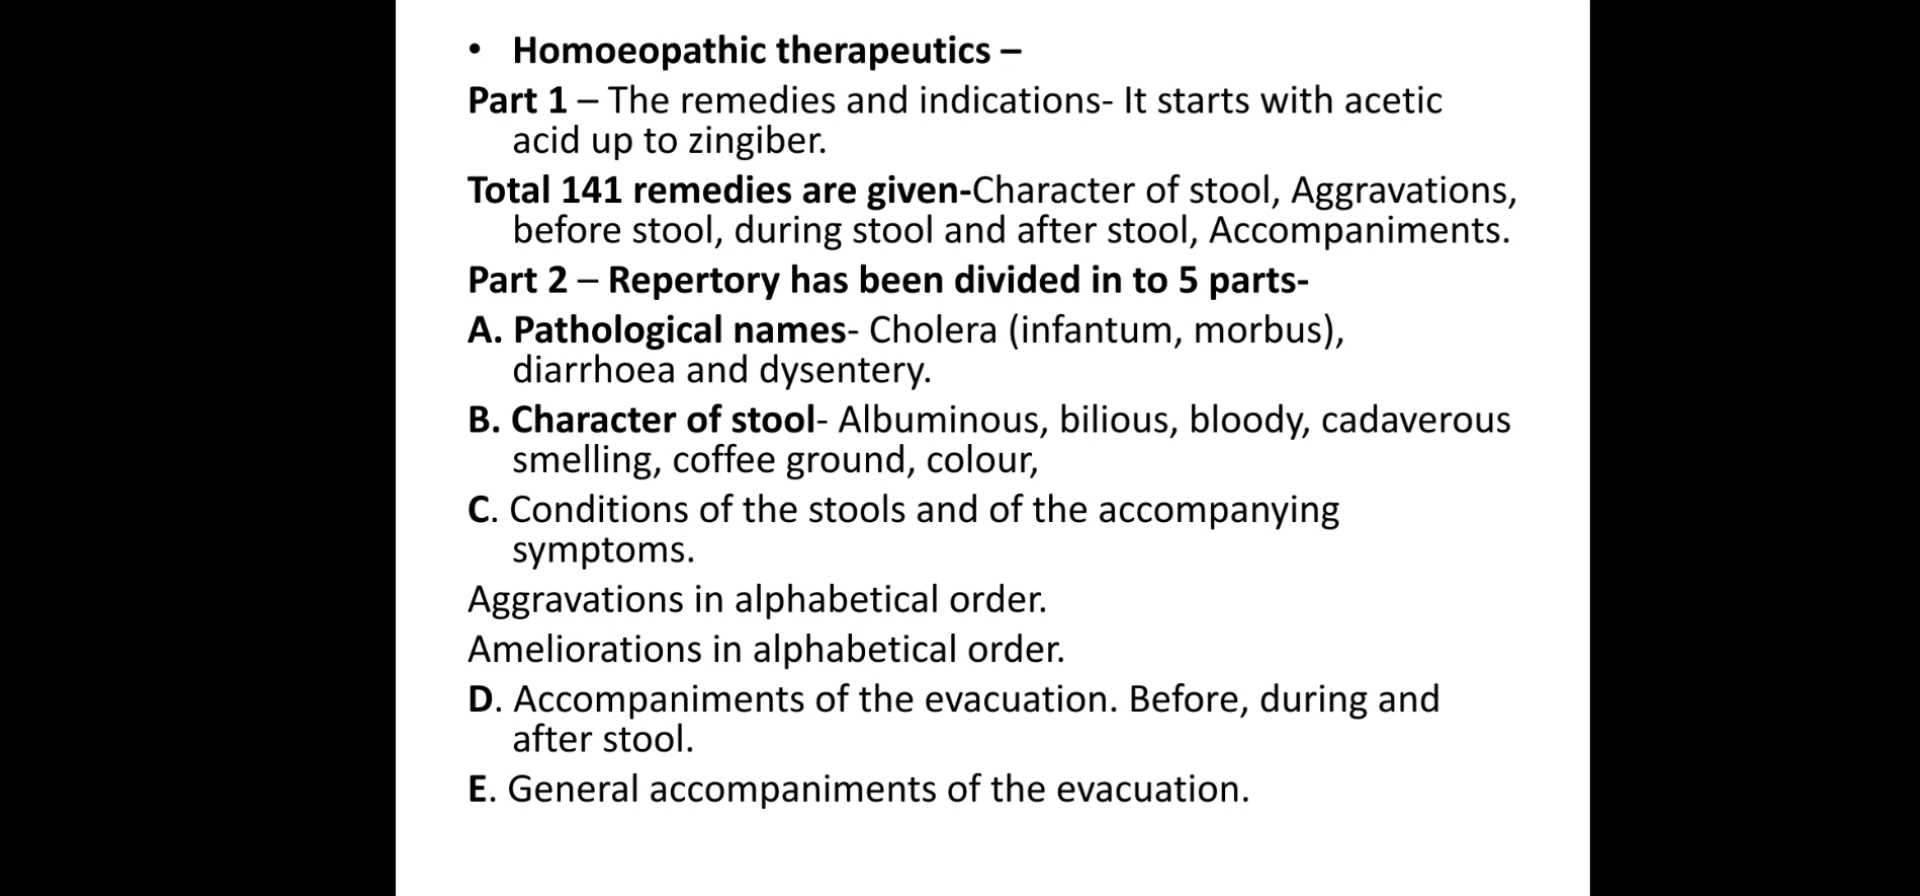 • Homoeopathic therapeutics –
Part 1 – The remedies and indications- It starts with acetic
acid up to zingiber.
Total 141 remedies are given-Character of stool, Aggravations,
before stool, during stool and after stool, Accompaniments.
Part 2 – Repertory has been divided in to 5 parts-
A. Pathological names- Cholera (infantum, morbus),
diarrhoea and dysentery.
B. Character of stool- Albuminous, bilious, bloody, cadaverous
smelling, coffee ground, colour,
C. Conditions of the stools and of the accompanying
symptoms.
Aggravations in alphabetical order.
Ameliorations in alphabetical order.
D. Accompaniments of the evacuation. Before, during and
after stool.
E. General accompaniments of the evacuation.